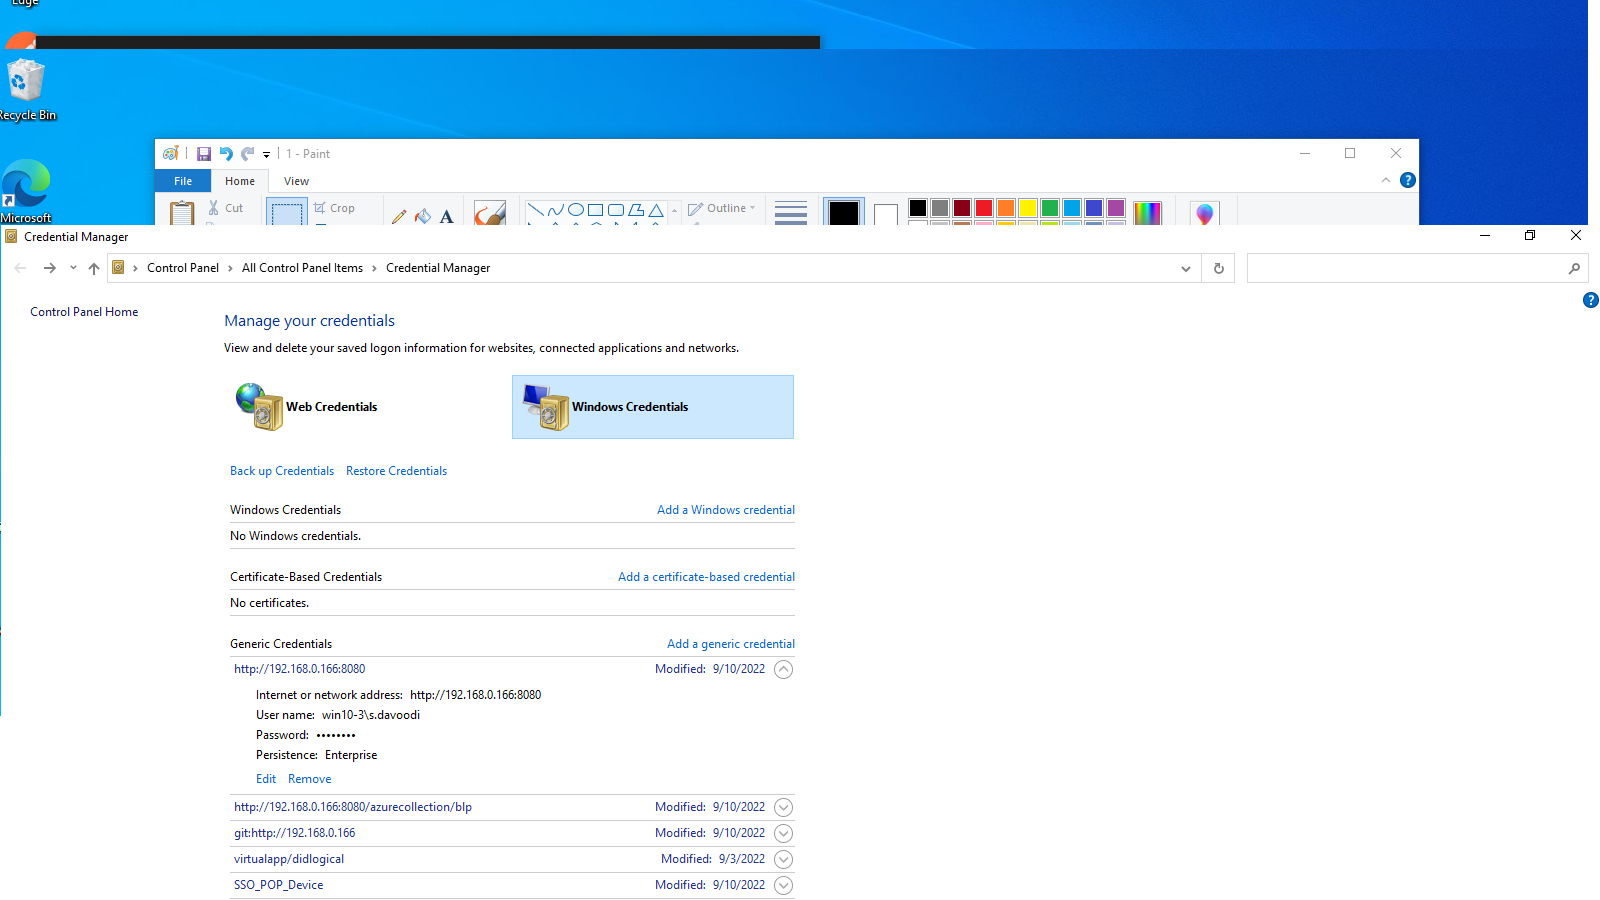 Edge
Recycle Bin
Microsoft
1 - Paint
File Home View
Cut
Crop
A
Outline
Credential Manager
Control Panel › All Control Panel Items › Credential Manager
Control Panel Home
Manage your credentials
View and delete your saved logon information for websites, connected applications and networks.
Web Credentials
Windows Credentials
Back up Credentials Restore Credentials
Windows Credentials Add a Windows credential
No Windows credentials.
Certificate-Based Credentials Add a certificate-based credential
No certificates.
Generic Credentials Add a generic credential
http://192.168.0.166:8080 Modified: 9/10/2022
Internet or network address: http://192.168.0.166:8080
User name: win10-3\s.davoodi
Password: ••••••••
Persistence: Enterprise
Edit Remove
http://192.168.0.166:8080/azurecollection/blp Modified: 9/10/2022
git:http://192.168.0.166 Modified: 9/10/2022
virtualapp/didlogical Modified: 9/3/2022
SSO_POP_Device Modified: 9/10/2022